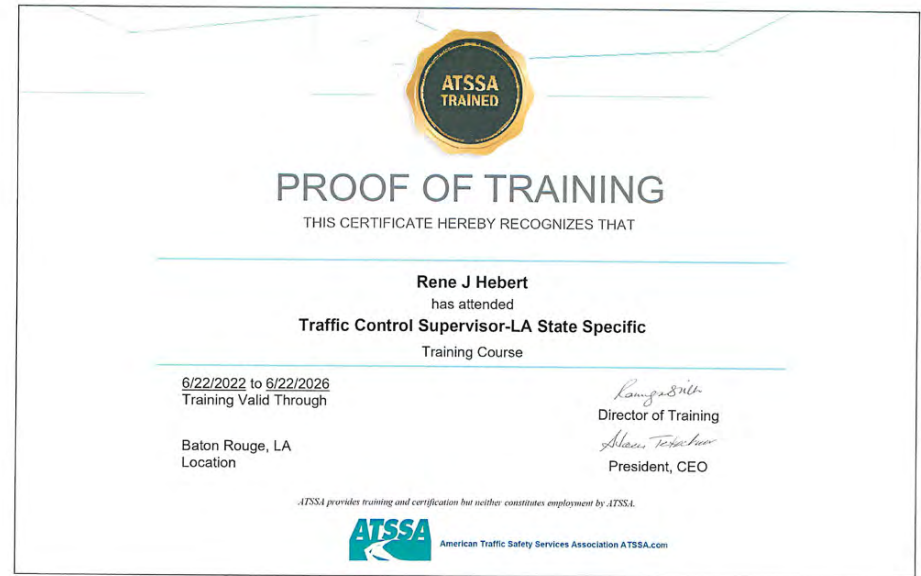 ATSSA
TRAINED
PROOF OF TRAINING
THIS CERTIFICATE HEREBY RECOGNIZES THAT
Rene J Hebert
has attended
Traffic Control Supervisor-LA State Specific
Training Course
6/22/2022 to 6/22/2026
Training Valid Through
Director of Training
Baton Rouge, LA
Location
President, CEO
ATSSA provides training and certification but neither constitutes employment by ATSSA.
ATSSA
American Traffic Safety Services Association ATSSA.com